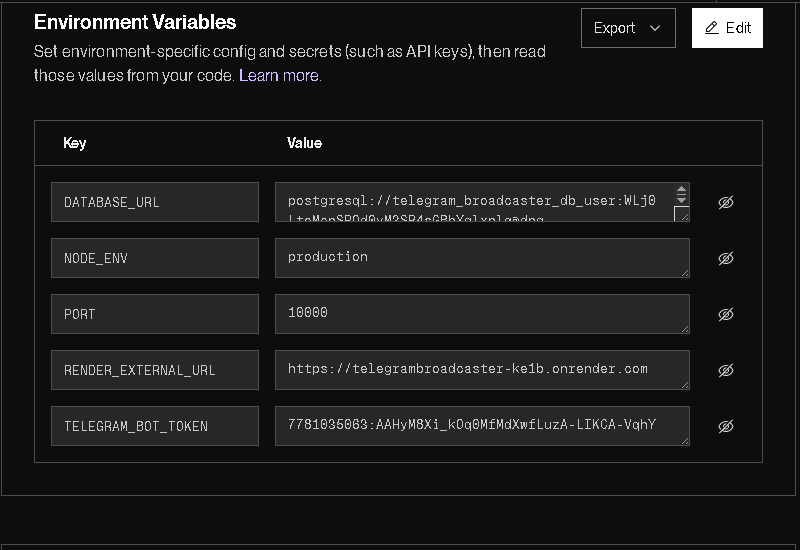 Environment Variables
Export
Edit
Set environment-specific config and secrets (such as API keys), then read
those values from your code. Learn more.
Key Value
DATABASE_URL postgresql://telegram_broadcaster_db_user:WLj0
NODE_ENV production
PORT 10000
RENDER_EXTERNAL_URL https://telegrambroadcaster-ke1b.onrender.com
TELEGRAM_BOT_TOKEN 7781035063:AAHyM8Xi_kOq0MfMdXwfLuzA-LIKCA-VqhY